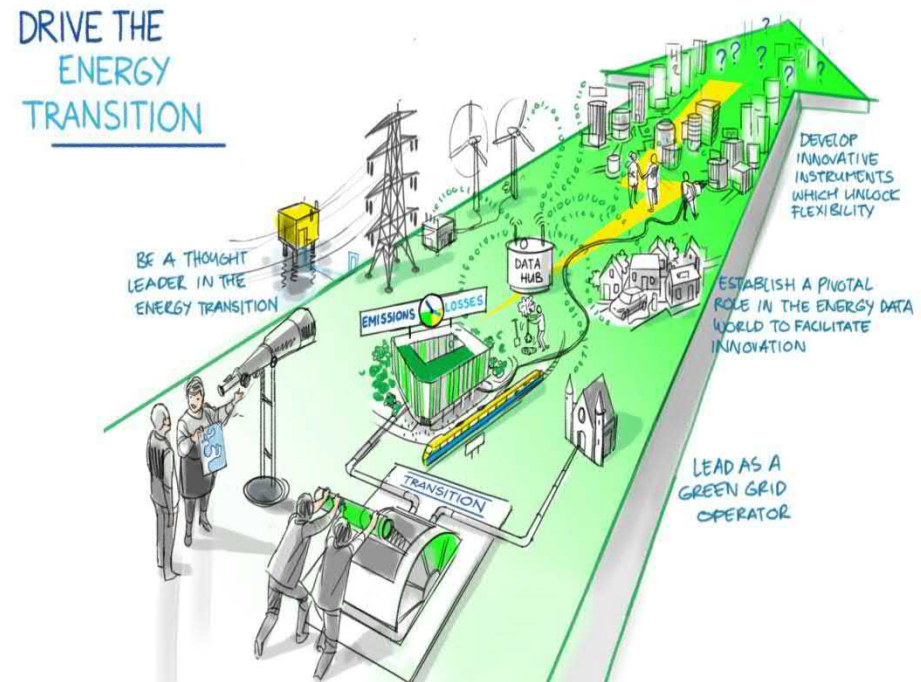 DRIVE THE
ENERGY
TRANSITION
BE A THOUGHT
LEADER IN THE
ENERGY TRANSITION
DEVELOP
INNOVATIVE
INSTRUMENTS
WHICH UNLOCK
FLEXIBILITY
? ? ? ? ?
DATA
HUB
EMISSIONS LOSSES
ESTABLISH A PIVOTAL
ROLE IN THE ENERGY DATA
WORLD TO FACILITATE
INNOVATION
TRANSITION
LEAD AS A
GREEN GRID
OPERATOR